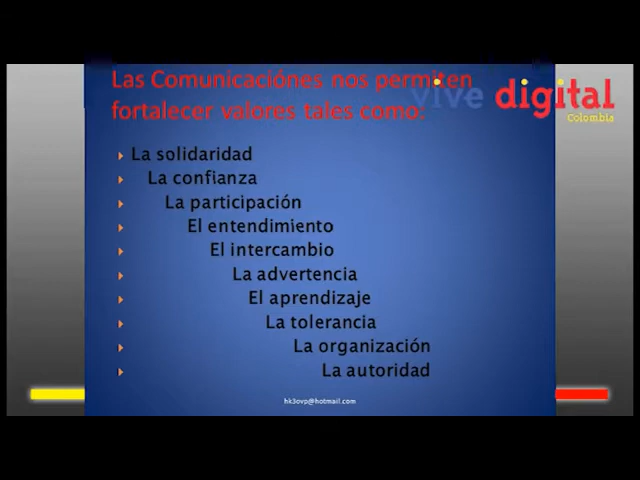 Las Comunicaciónes nos permiten
fortalecer valores tales como:
vive digital
Colombia
La solidaridad
La confianza
La participación
El entendimiento
El intercambio
La advertencia
El aprendizaje
La tolerancia
La organización
La autoridad
hk3ovp@hotmail.com